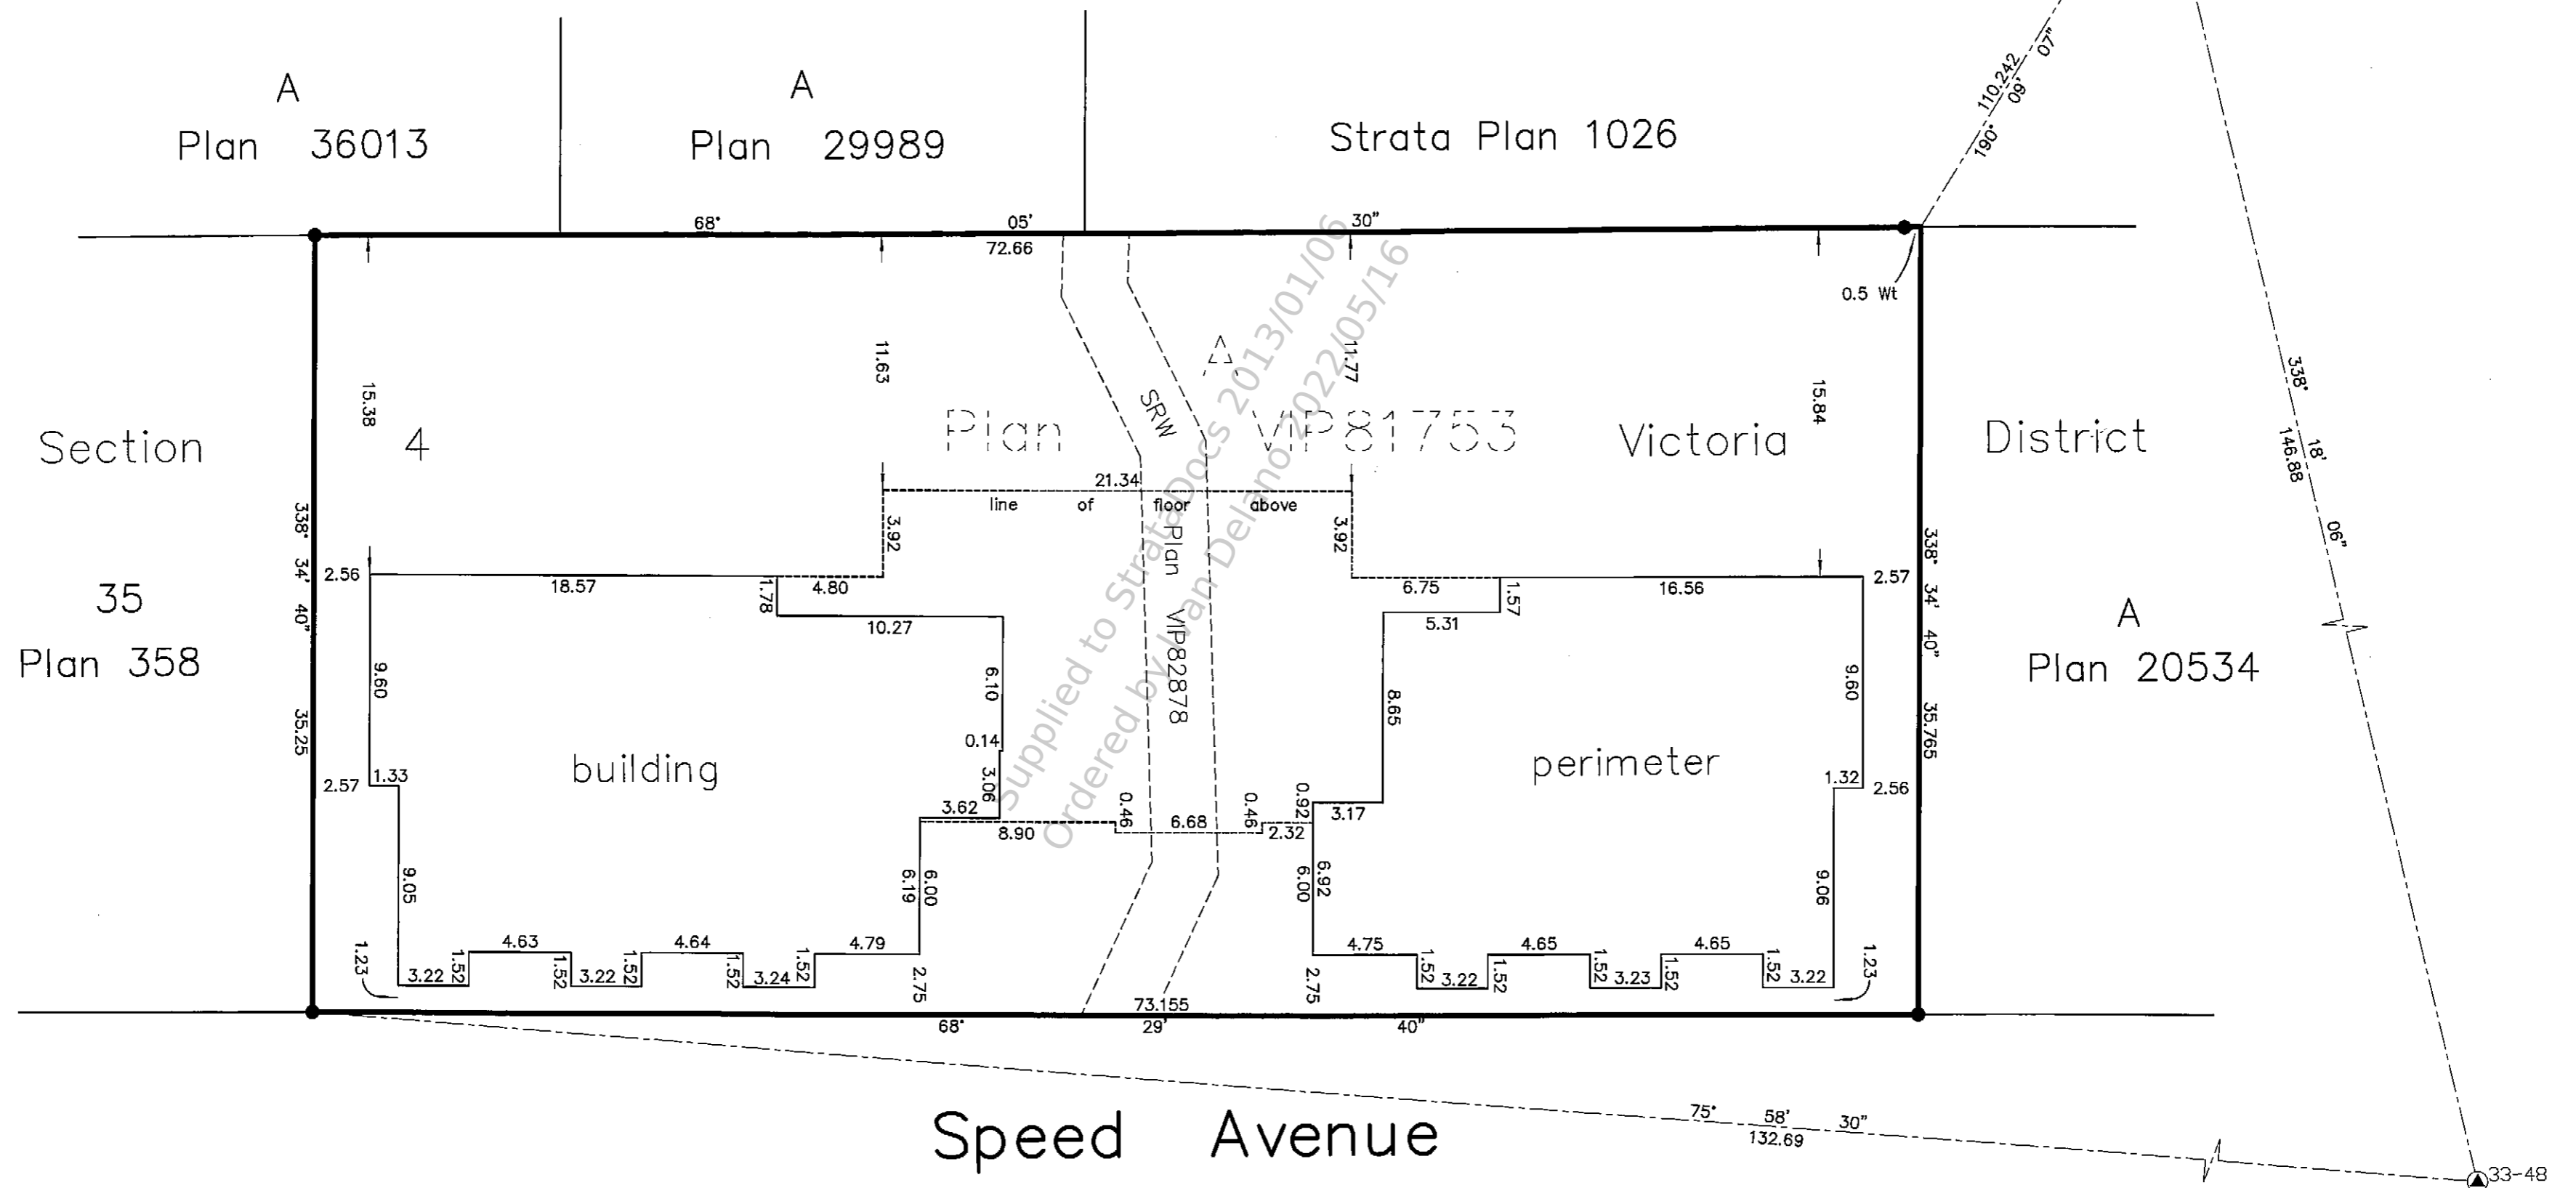 A
Plan 36013
A
Plan 29989
Strata Plan 1026
110.242
190° 09' 07"
68° 05' 30"
72.66
0.5 Wt
15.38
11.63
11.77
15.84
A
Plan VIP81753
SRW
Plan VIP82878
Section 4
Victoria District
35
Plan 358
338° 34' 40"
35.25
338° 34' 40"
35.765
A
Plan 20534
338° 18' 06"
146.88
21.34
line of floor above
3.92
3.92
2.56
18.57
1.78
4.80
10.27
6.75
1.57
5.31
16.56
2.57
9.60
6.10
8.65
9.60
0.14
3.06
building
perimeter
2.57
1.33
1.32
2.56
3.62
8.90
0.46
6.68
0.46
2.32
0.92
3.17
9.05
6.19
6.00
6.00
6.92
9.06
1.23
3.22
1.52
4.63
1.52
3.22
1.52
4.64
1.52
3.24
1.52
4.79
2.75
2.75
4.75
1.52
3.22
1.52
4.65
1.52
3.23
1.52
4.65
1.52
3.22
1.23
73.155
68° 29' 40"
Speed Avenue
75° 58' 30"
132.69
33-48
Supplied to StrataDocs 2013/01/06
Ordered by Ivan Delano 2022/05/16